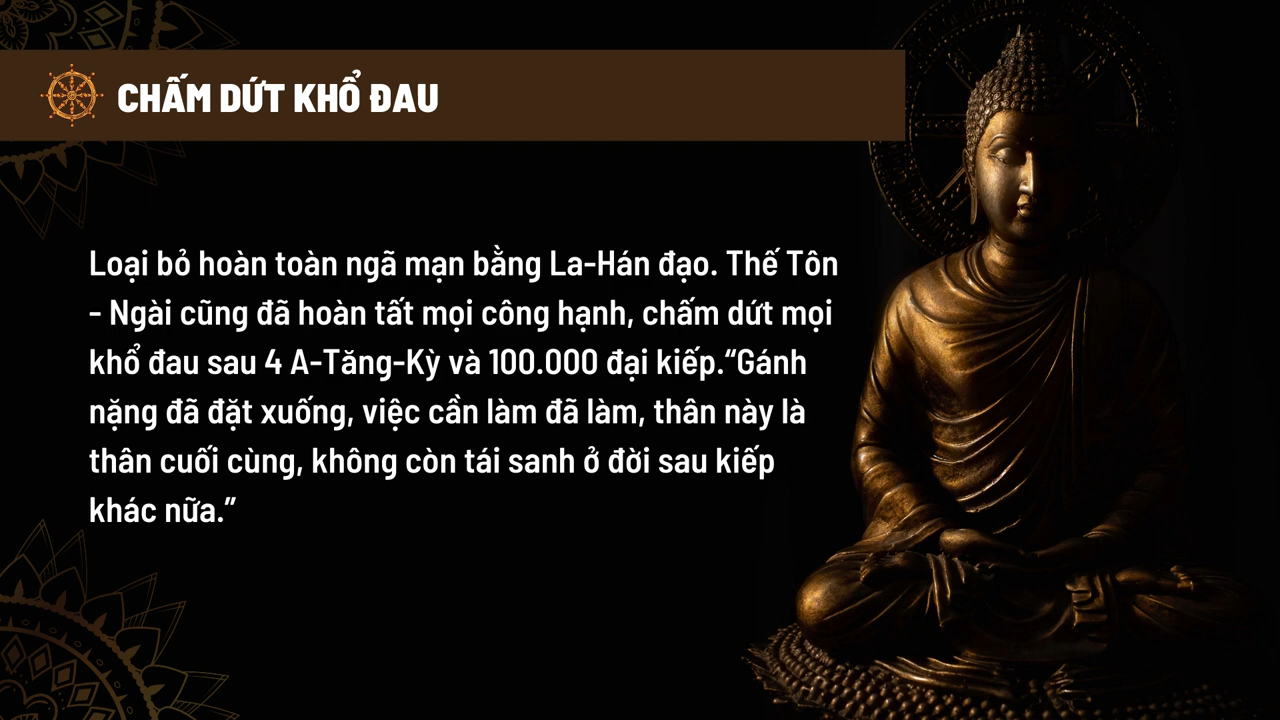 CHẤM DỨT KHỔ ĐAU
Loại bỏ hoàn toàn ngã mạn bằng La-Hán đạo. Thế Tôn
- Ngài cũng đã hoàn tất mọi công hạnh, chấm dứt mọi
khổ đau sau 4 A-Tăng-Kỳ và 100.000 đại kiếp.“Gánh
nặng đã đặt xuống, việc cần làm đã làm, thân này là
thân cuối cùng, không còn tái sanh ở đời sau kiếp
khác nữa.”